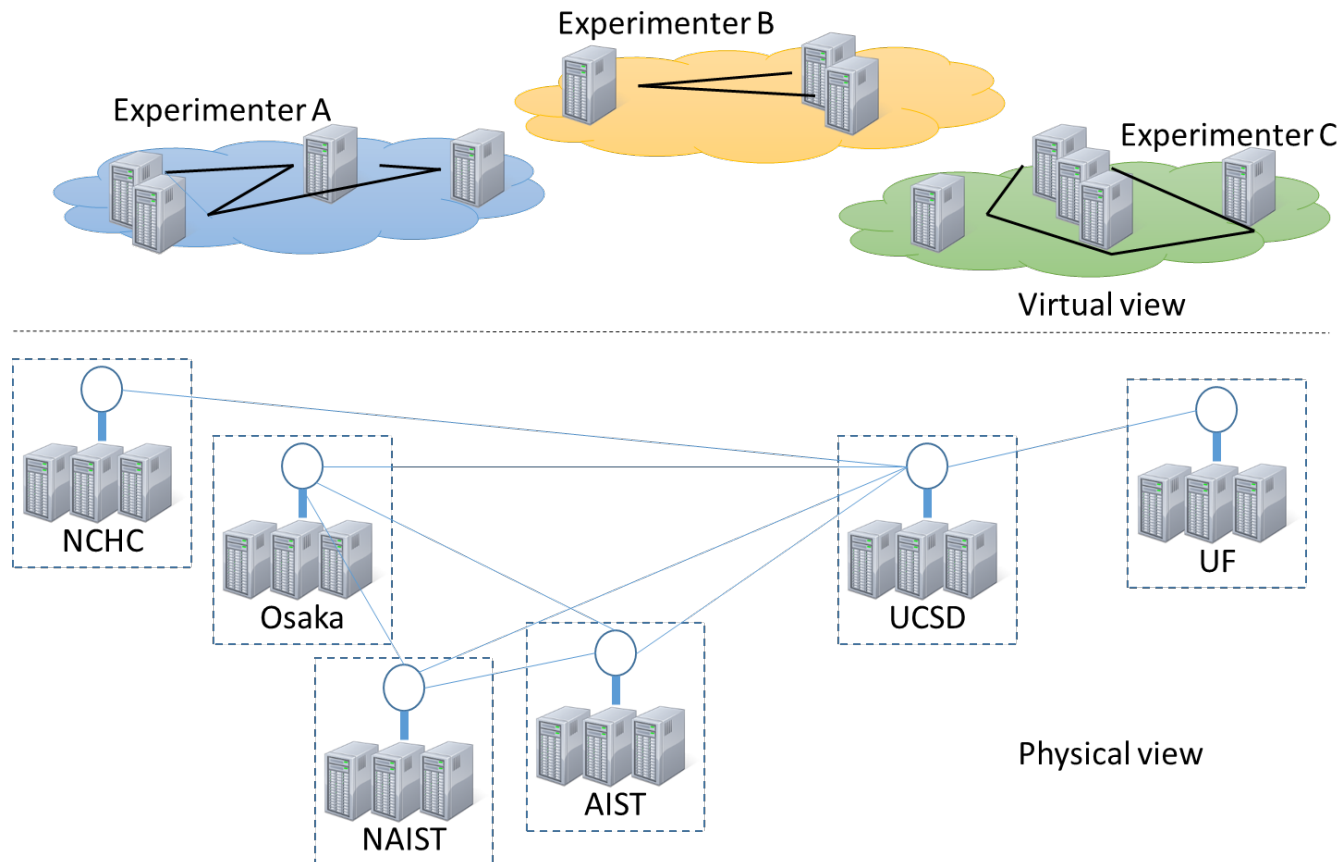 Experimenter B
Experimenter A
Experimenter C
Virtual view
NCHC
Osaka
UCSD
UF
NAIST
AIST
Physical view